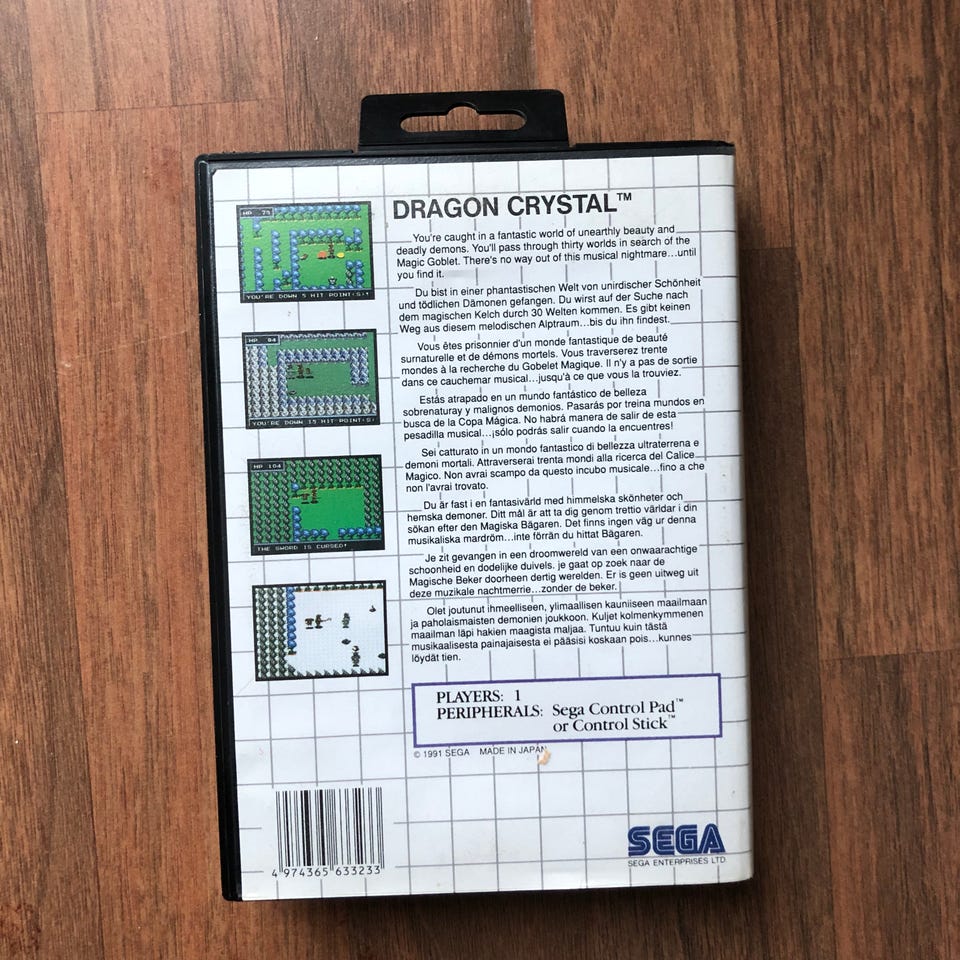 DRAGON CRYSTAL™
You're caught in a fantastic world of unearthly beauty and
deadly demons. You'll pass through thirty worlds in search of the
Magic Goblet. There's no way out of this musical nightmare...until
you find it.
Du bist in einer phantastischen Welt von unirdischer Schönheit
und tödlichen Dämonen gefangen. Du wirst auf der Suche nach
dem magischen Kelch durch 30 Welten kommen. Es gibt keinen
Weg aus diesem melodischen Alptraum...bis du ihn findest.
Vous êtes prisonnier d'un monde fantastique de beauté
surnaturelle et de démons mortels. Vous traverserez trente
mondes à la recherche du Gobelet Magique. Il n'y a pas de sortie
dans ce cauchemar musical...jusqu'à ce que vous la trouviez.
Estás atrapado en un mundo fantástico de belleza
sobrenaturay y malignos demonios. Pasarás por treina mundos en
busca de la Copa Mágica. No habrá manera de salir de esta
pesadilla musical...¡sólo podrás salir cuando la encuentres!
Sei catturato in un mondo fantastico di bellezza ultraterrena e
demoni mortali. Attraverserai trenta mondi alla ricerca del Calice
Magico. Non avrai scampo da questo incubo musicale...fino a che
non l'avrai trovato.
Du är fast i en fantasivärld med himmelska skönheter och
hemska demoner. Ditt mål är att ta dig genom trettio världar i din
sökan efter den Magiska Bägaren. Det finns ingen väg ur denna
musikaliska mardröm...inte förrän du hittat Bägaren.
Je zit gevangen in een droomwereld van een onwaarachtige
schoonheid en dodelijke duivels. je gaat op zoek naar de
Magische Beker doorheen dertig werelden. Er is geen uitweg uit
deze muzikale nachtmerrie...zonder de beker.
Olet joutunut ihmeelliseen, ylimaallisen kauniiseen maailmaan
ja paholaismaisten demonien joukkoon. Kuljet kolmenkymmenen
maailman läpi hakien maagista maljaa. Tuntuu kuin tästä
musikaalisesta painajaisesta ei pääsisi koskaan pois...kunnes
löydät tien.
HP 75
YOU'RE DOWN 5 HIT POINT(S)!
HP 84
YOU'RE DOWN 15 HIT POINT(S)
HP 104
THE SWORD IS CURSED!
PLAYERS: 1
PERIPHERALS: Sega Control Pad™
or Control Stick™
© 1991 SEGA MADE IN JAPAN
4 974365 633233
SEGA
SEGA ENTERPRISES LTD.